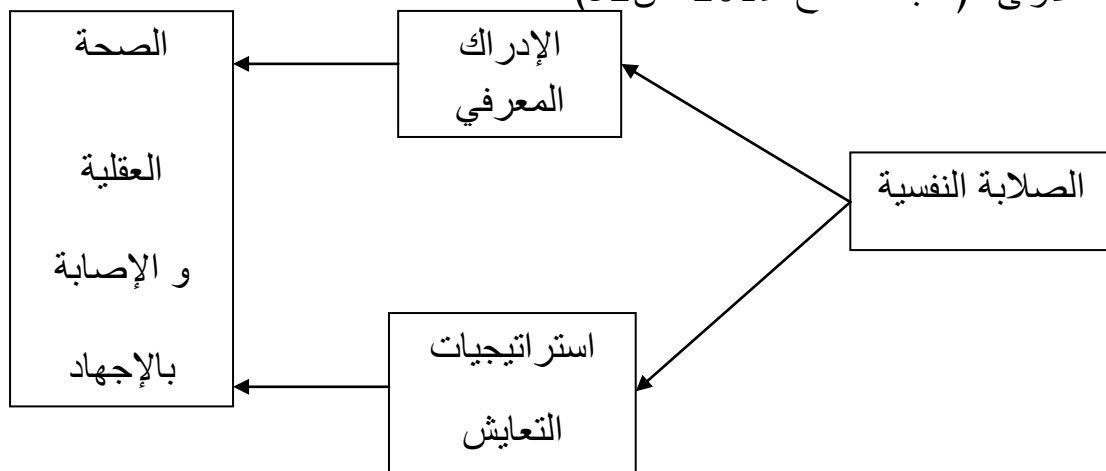 الصلابة النفسية
الإدراك
المعرفي
استراتيجيات
التعايش
الصحة
العقلية
و الإصابة
بالإجهاد